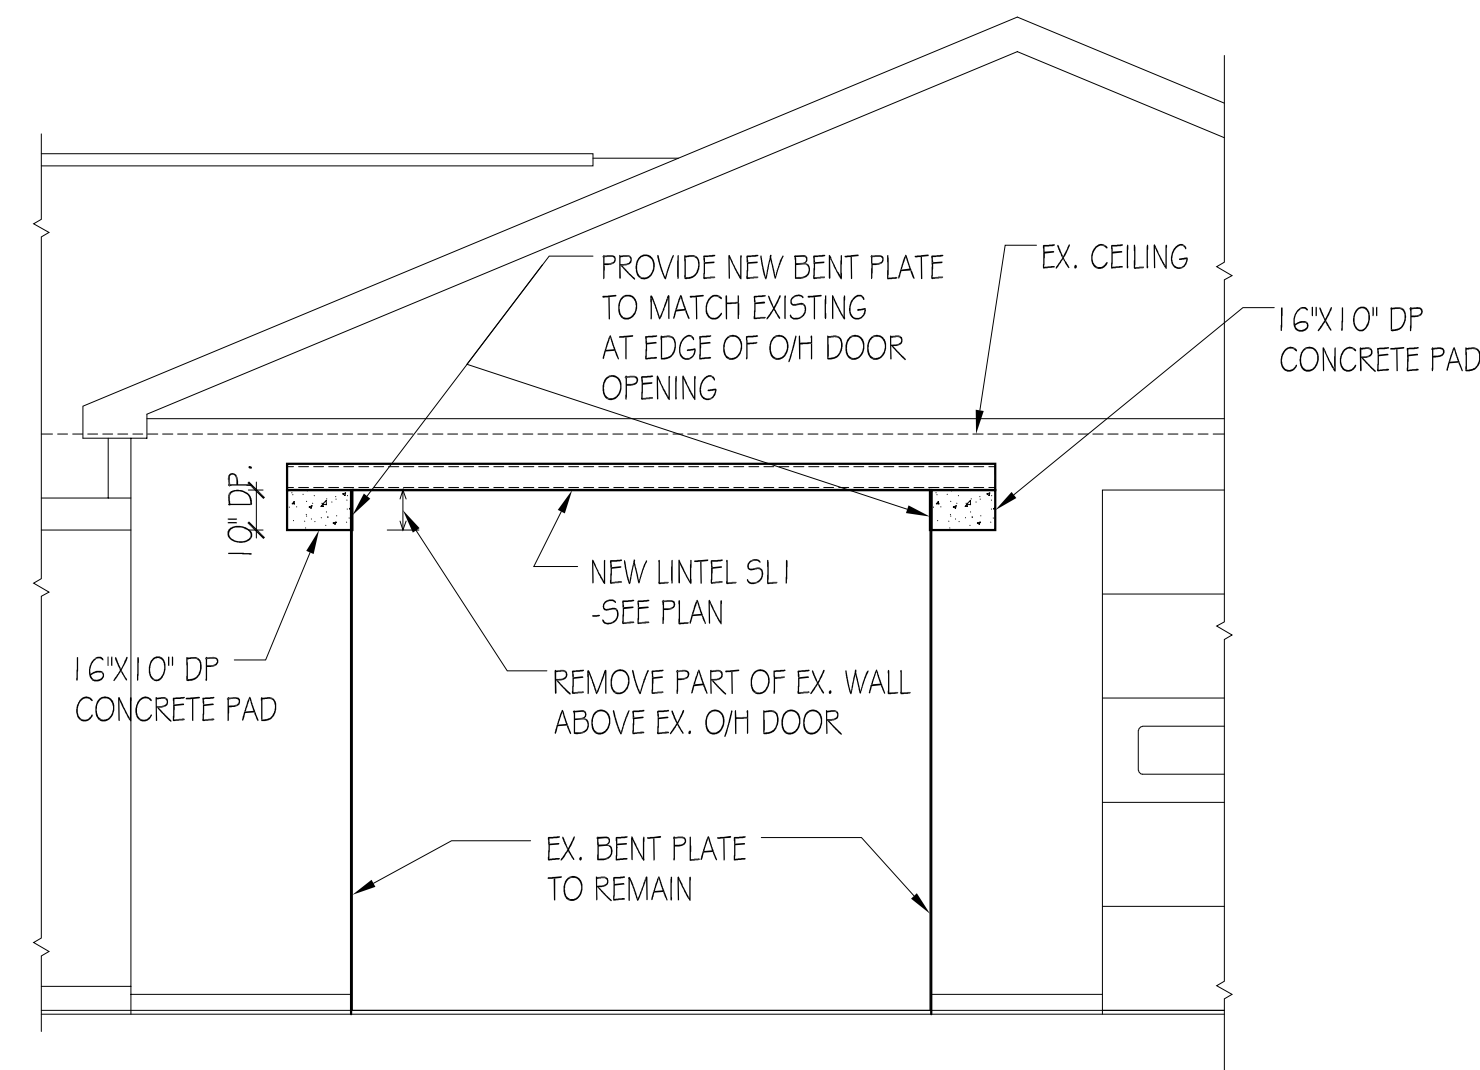 PROVIDE NEW BENT PLATE
TO MATCH EXISTING
AT EDGE OF O/H DOOR
OPENING
EX. CEILING
16"X10" DP
CONCRETE PAD
10" DP.
NEW LINTEL SL1
-SEE PLAN
16"X10" DP
CONCRETE PAD
REMOVE PART OF EX. WALL
ABOVE EX. O/H DOOR
EX. BENT PLATE
TO REMAIN